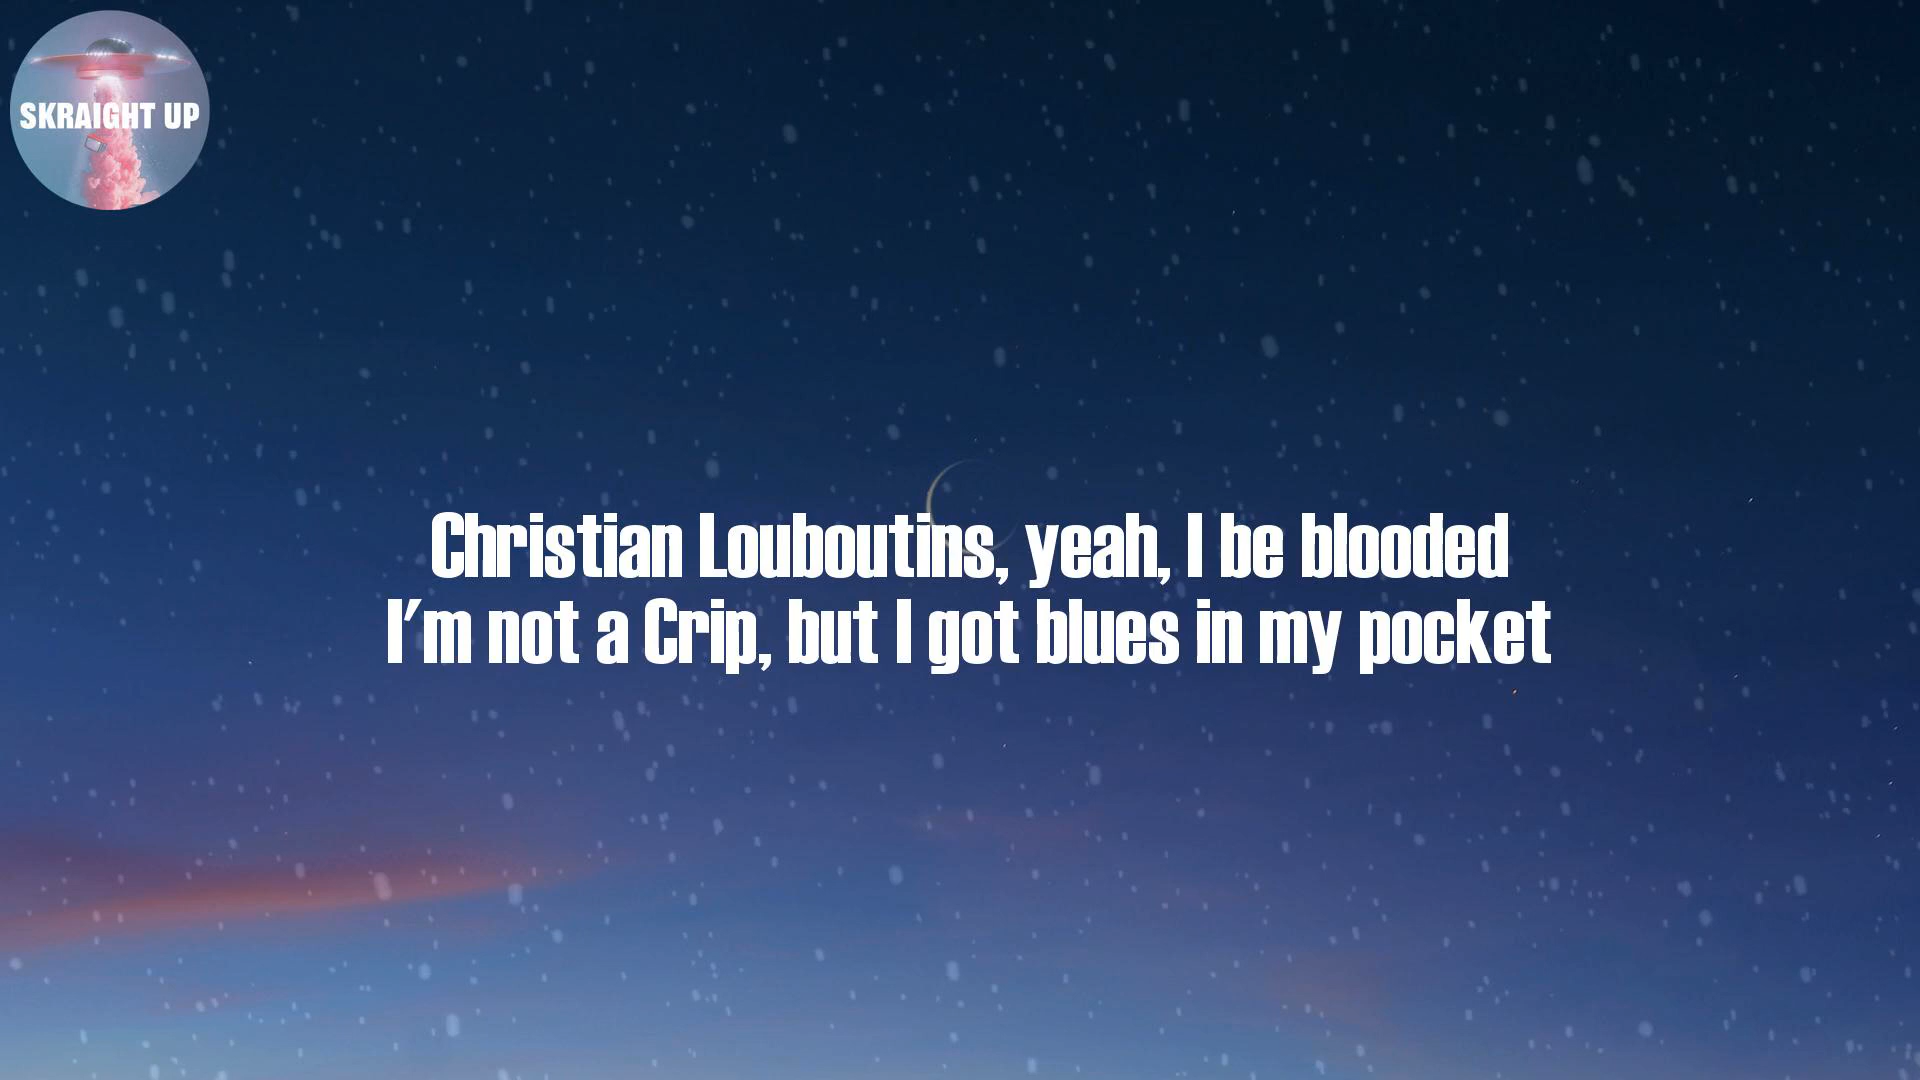 SKRAIGHT UP
Christian Louboutins, yeah, I be blooded
I'm not a Crip, but I got blues in my pocket